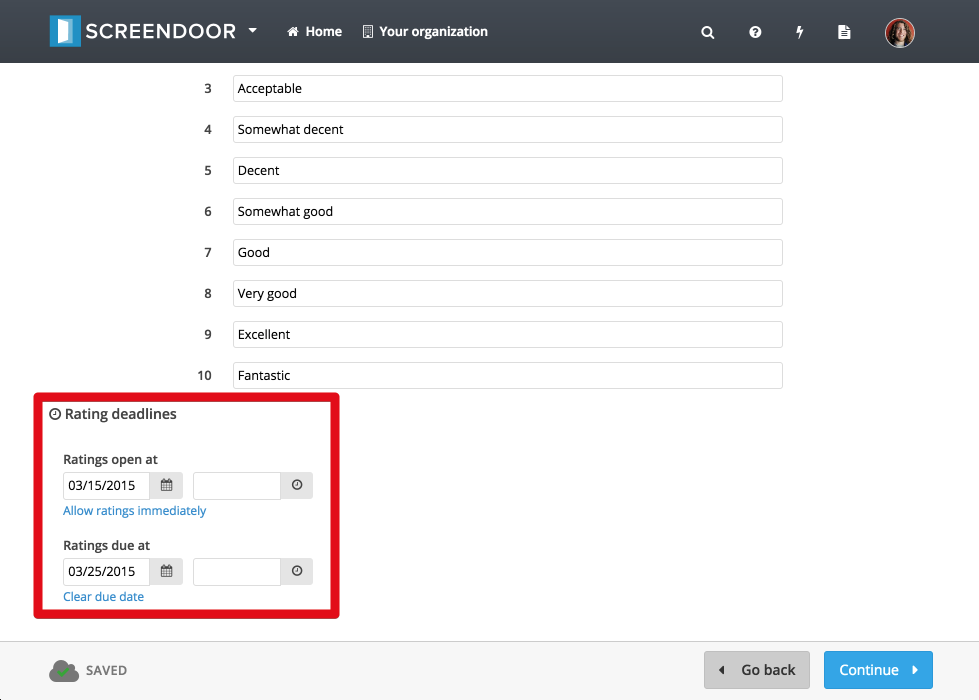 SCREENDOOR Home Your organization
3 Acceptable
4 Somewhat decent
5 Decent
6 Somewhat good
7 Good
8 Very good
9 Excellent
10 Fantastic
Rating deadlines
Ratings open at
03/15/2015
Allow ratings immediately
Ratings due at
03/25/2015
Clear due date
SAVED Go back Continue